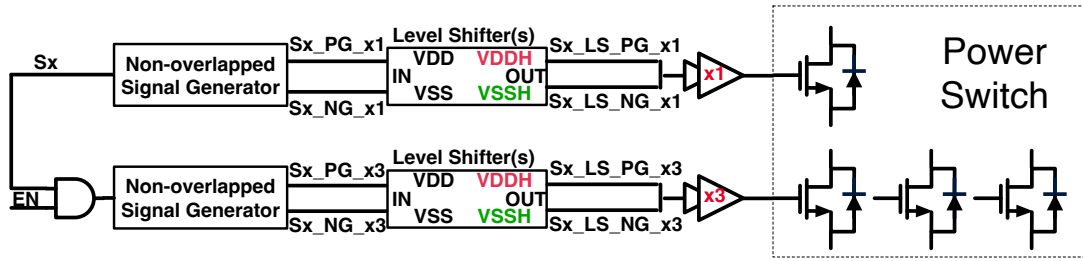 Sx
Non-overlapped
Signal Generator
Sx_PG_x1
Sx_NG_x1
Level Shifter(s)
VDD VDDH
IN OUT
VSS VSSH
Sx_LS_PG_x1
Sx_LS_NG_x1
x1
Power
Switch
EN
Non-overlapped
Signal Generator
Sx_PG_x3
Sx_NG_x3
Level Shifter(s)
VDD VDDH
IN OUT
VSS VSSH
Sx_LS_PG_x3
Sx_LS_NG_x3
x3